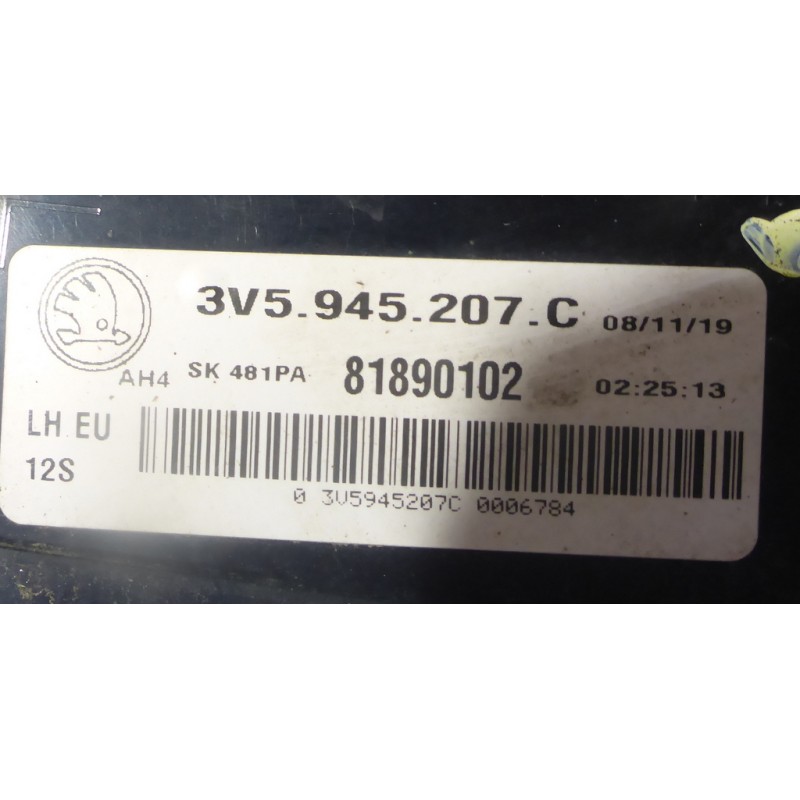 3V5.945.207.C 08/11/19
AH4 SK 481PA 81890102 02:25:13
LH EU
12S
0 3V5945207C 0006784